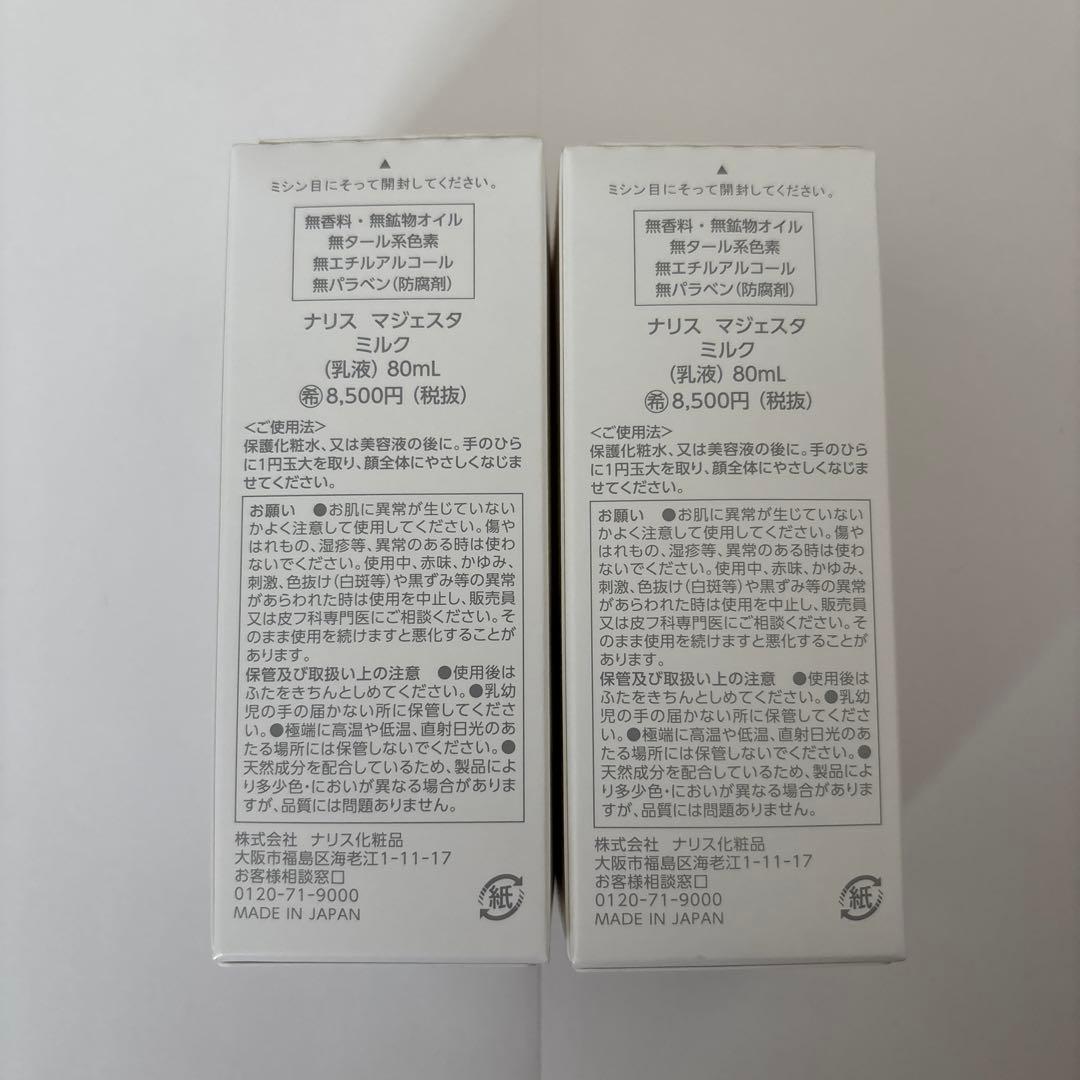 ▲
ミシン目にそって開封してください。
無香料・無鉱物オイル
無タール系色素
無エチルアルコール
無パラベン(防腐剤)
ナリス マジェスタ
ミルク
(乳液) 80mL
㊒8,500円 (税抜)
<ご使用法>
保護化粧水、又は美容液の後に。手のひら
に1円玉大を取り、顔全体にやさしくなじま
せてください。
お願い ●お肌に異常が生じていない
かよく注意して使用してください。傷や
はれもの、湿疹等、異常のある時は使わ
ないでください。使用中、赤味、かゆみ、
刺激、色抜け(白斑等)や黒ずみ等の異常
があらわれた時は使用を中止し、販売員
又は皮フ科専門医にご相談ください。そ
のまま使用を続けますと悪化することが
あります。
保管及び取扱い上の注意 ●使用後は
ふたをきちんとしめてください。●乳幼
児の手の届かない所に保管してくださ
い。●極端に高温や低温、直射日光のあ
たる場所には保管しないでください。●
天然成分を配合しているため、製品によ
り多少色・においが異なる場合がありま
すが、品質には問題ありません。
株式会社 ナリス化粧品
大阪市福島区海老江1-11-17
お客様相談窓口
0120-71-9000
MADE IN JAPAN
紙
▲
ミシン目にそって開封してください。
無香料・無鉱物オイル
無タール系色素
無エチルアルコール
無パラベン(防腐剤)
ナリス マジェスタ
ミルク
(乳液) 80mL
希8,500円 (税抜)
<ご使用法>
保護化粧水、又は美容液の後に。手のひら
に1円玉大を取り、顔全体にやさしくなじま
せてください。
お願い ●お肌に異常が生じていない
かよく注意して使用してください。傷や
はれもの、湿疹等、異常のある時は使わ
ないでください。使用中、赤味、かゆみ、
刺激、色抜け(白斑等)や黒ずみ等の異常
があらわれた時は使用を中止し、販売員
又は皮フ科専門医にご相談ください。そ
のまま使用を続けますと悪化することが
あります。
保管及び取扱い上の注意 ●使用後は
ふたをきちんとしめてください。●乳幼
児の手の届かない所に保管してくださ
い。●極端に高温や低温、直射日光のあ
たる場所には保管しないでください。●
天然成分を配合しているため、製品によ
り多少色・においが異なる場合がありま
すが、品質には問題ありません。
株式会社 ナリス化粧品
大阪市福島区海老江1-11-17
お客様相談窓口
0120-71-9000
MADE IN JAPAN
紙